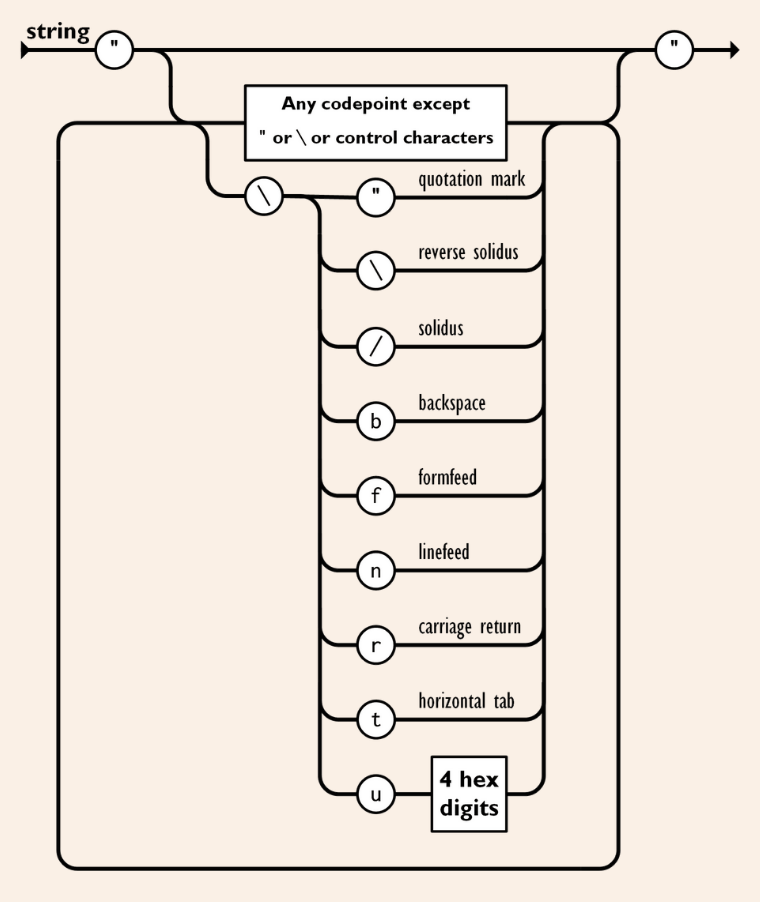 string
"
"
Any codepoint except
" or \ or control characters
\
" quotation mark
\ reverse solidus
/ solidus
b backspace
f formfeed
n linefeed
r carriage return
t horizontal tab
u
4 hex
digits